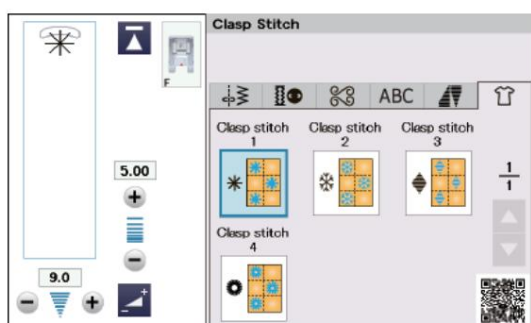 Clasp Stitch
F
ABC
Clasp stitch
1
Clasp stitch
2
Clasp stitch
3
1
1
Clasp stitch
4
5.00
9.0